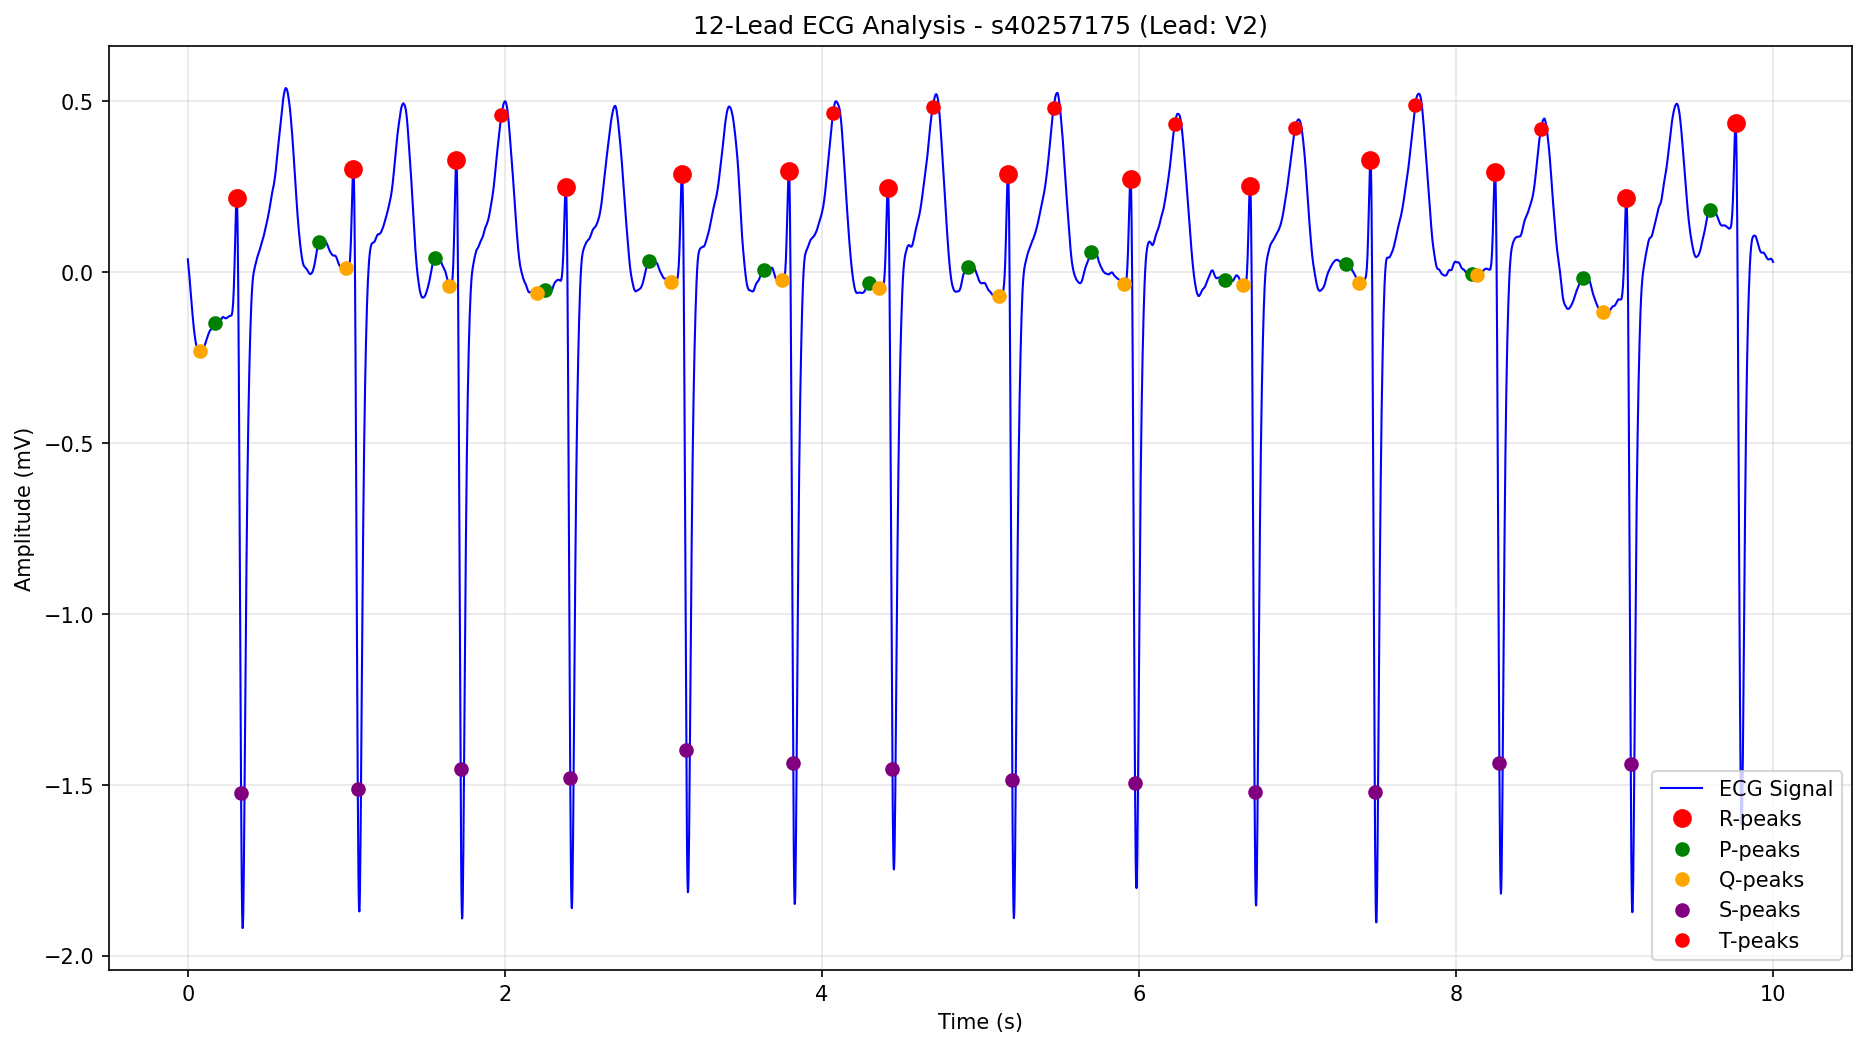 12-Lead ECG Analysis - s40257175 (Lead: V2)
Amplitude (mV)
0.5
0.0
−0.5
−1.0
−1.5
−2.0
0 2 4 6 8 10
Time (s)
ECG Signal
R-peaks
P-peaks
Q-peaks
S-peaks
T-peaks